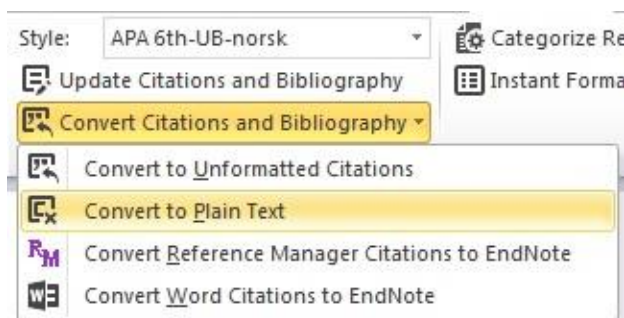 Style: APA 6th-UB-norsk Categorize Re
Update Citations and Bibliography Instant Forma
Convert Citations and Bibliography
Convert to Unformatted Citations
Convert to Plain Text
RM Convert Reference Manager Citations to EndNote
W Convert Word Citations to EndNote